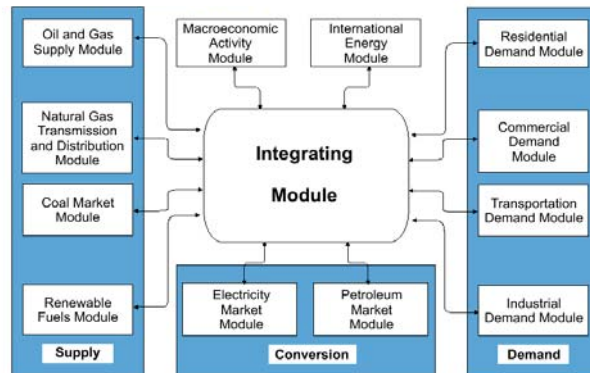 Oil and Gas
Supply Module
Natural Gas
Transmission
and Distribution
Module
Coal Market
Module
Renewable
Fuels Module
Supply
Macroeconomic
Activity
Module
International
Energy
Module
Integrating
Module
Electricity
Market
Module
Petroleum
Market
Module
Conversion
Residential
Demand Module
Commercial
Demand
Module
Transportation
Demand Module
Industrial
Demand Module
Demand